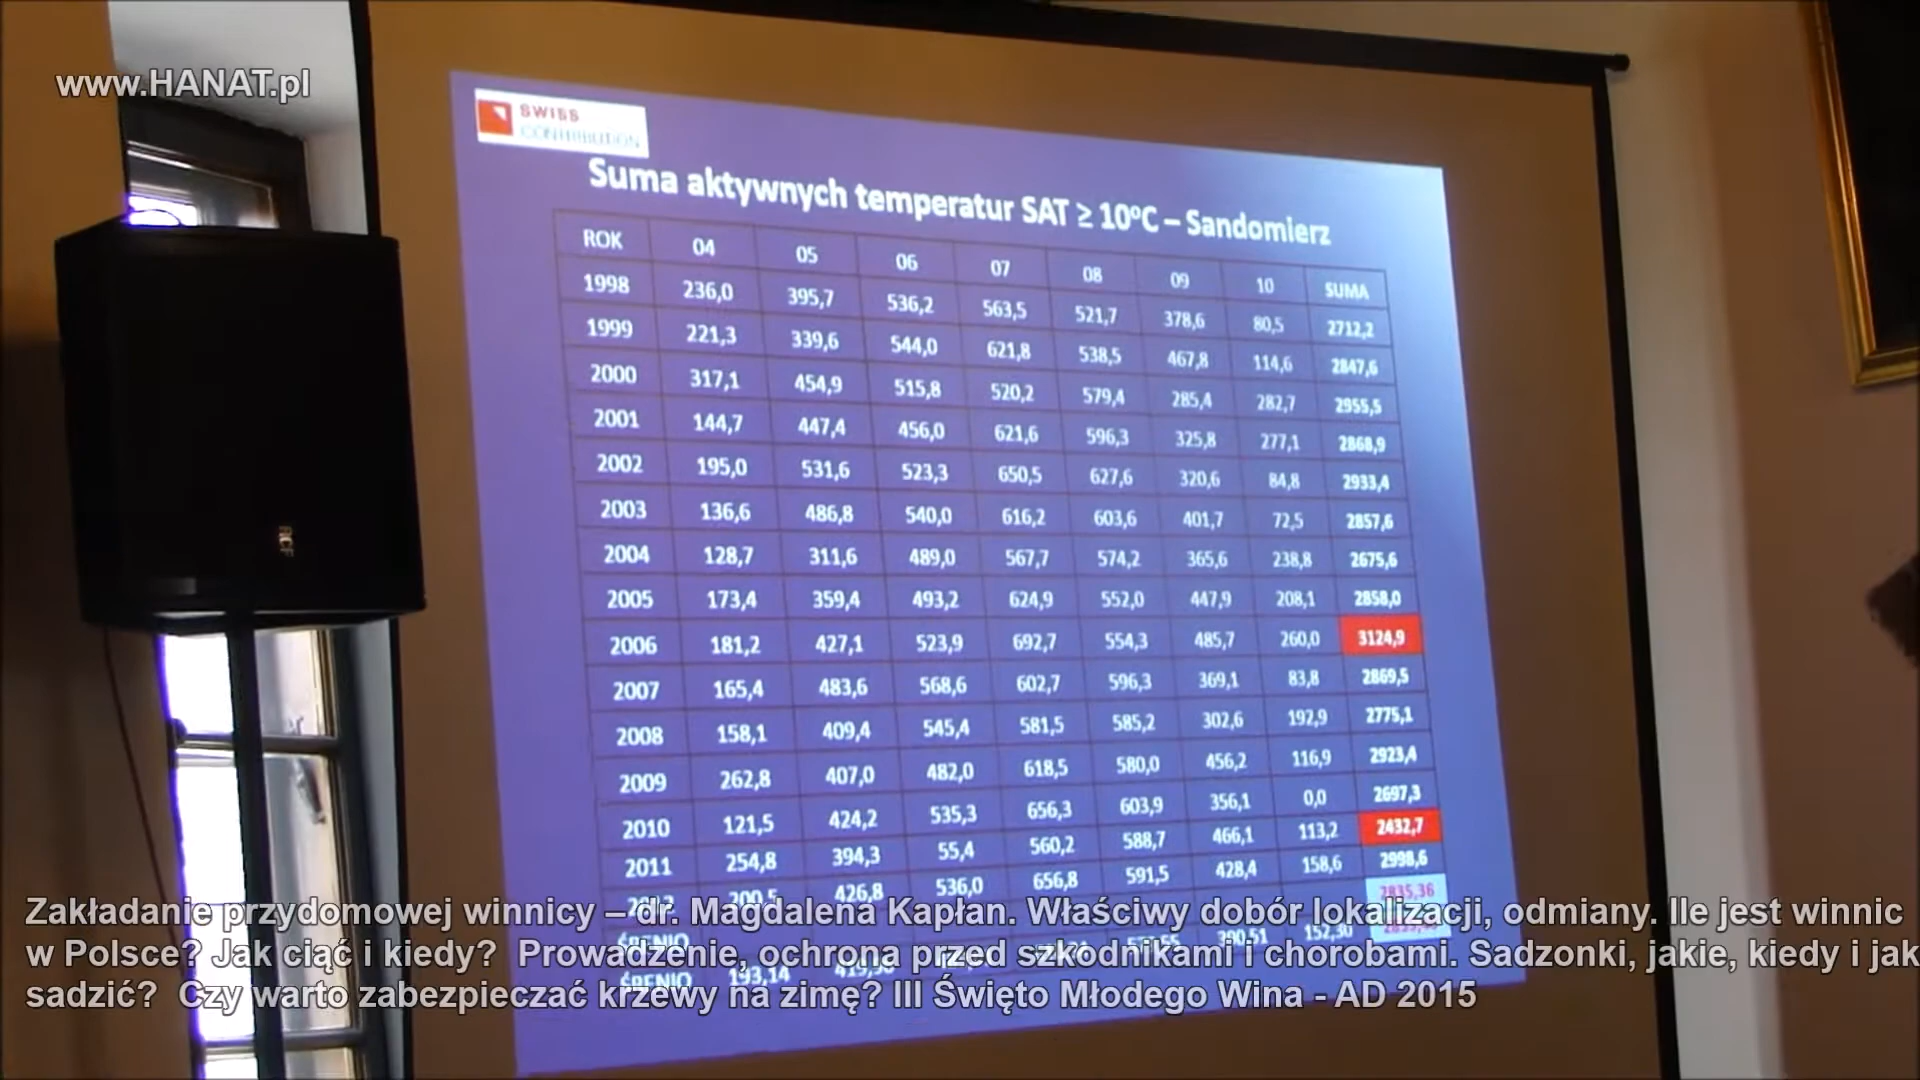 www.HANAT.pl
SWISS
CONTRIBUTION
Suma aktywnych temperatur SAT ≥ 10°C – Sandomierz
ROK 04 05 06 07 08 09 10 SUMA
1998 236,0 395,7 536,2 563,5 521,7 378,6 80,5 2712,2
1999 221,3 339,6 544,0 621,8 538,5 467,8 114,6 2847,6
2000 317,1 454,9 515,8 520,2 579,4 285,4 282,7 2955,5
2001 144,7 447,4 456,0 621,6 596,3 325,8 277,1 2868,9
2002 195,0 531,6 523,3 650,5 627,6 320,6 84,8 2933,4
2003 136,6 486,8 540,0 616,2 603,6 401,7 72,5 2857,6
2004 128,7 311,6 489,0 567,7 574,2 365,6 238,8 2675,6
2005 173,4 359,4 493,2 624,9 552,0 447,9 208,1 2858,0
2006 181,2 427,1 523,9 692,7 554,3 485,7 260,0 3124,9
2007 165,4 483,6 568,6 602,7 596,3 369,1 83,8 2869,5
2008 158,1 409,4 545,4 581,5 585,2 302,6 192,9 2775,1
2009 262,8 407,0 482,0 618,5 580,0 456,2 116,9 2923,4
2010 121,5 424,2 535,3 656,3 603,9 356,1 0,0 2697,3
2011 254,8 394,3 55,4 560,2 588,7 466,1 113,2 2432,7
2012 200,5 426,8 536,0 656,8 591,5 428,4 158,6 2998,6
ŚREDNIO 390,51 152,30 2835,36
193,14
RCF
Zakładanie przydomowej winnicy – dr. Magdalena Kapłan. Właściwy dobór lokalizacji, odmiany. Ile jest winnic
w Polsce? Jak ciąć i kiedy? Prowadzenie, ochrona przed szkodnikami i chorobami. Sadzonki, jakie, kiedy i jak
sadzić? Czy warto zabezpieczać krzewy na zimę? III Święto Młodego Wina - AD 2015